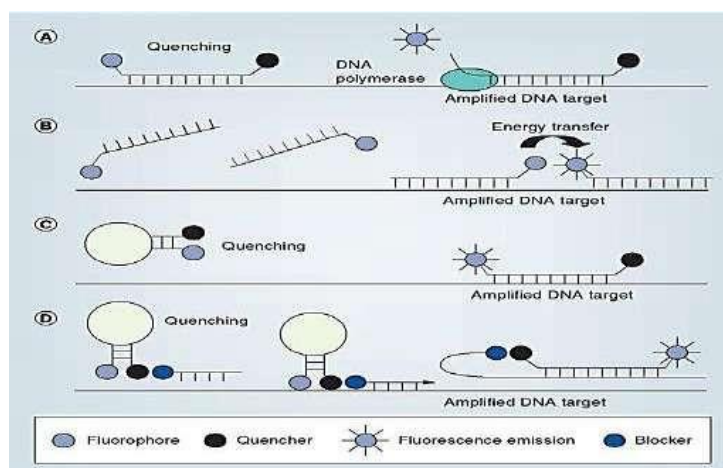 A
Quenching
DNA
polymerase
Amplified DNA target
B
Energy transfer
Amplified DNA target
C
Quenching
Amplified DNA target
D
Quenching
Amplified DNA target
Fluorophore
Quencher
Fluorescence emission
Blocker